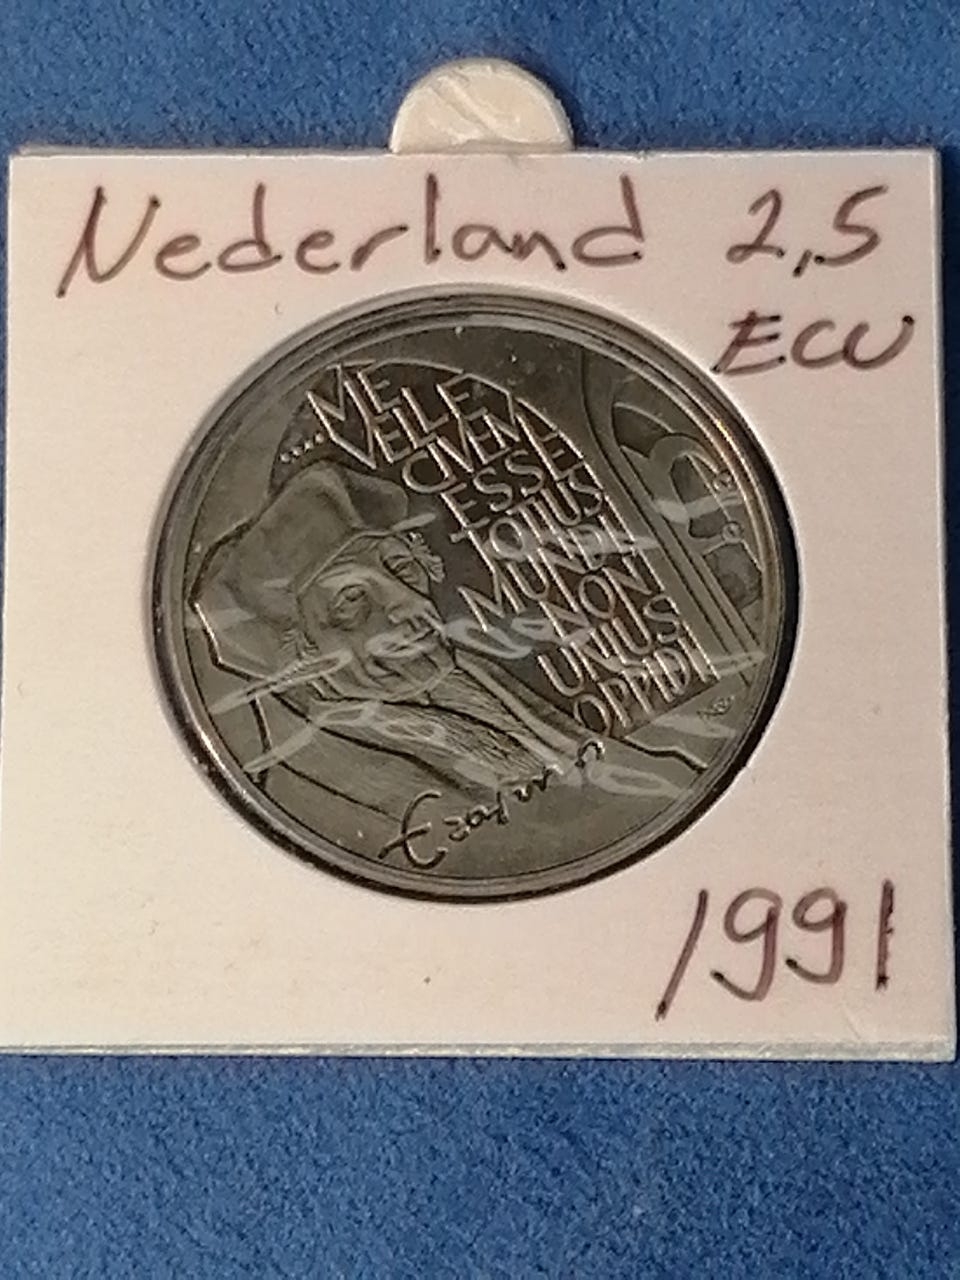 Nederland 2,5
ECU
...ME
VELLE
CIVEM
ESSE
TOTIUS
MUNDI
NON
UNIUS
OPPIDI
1991